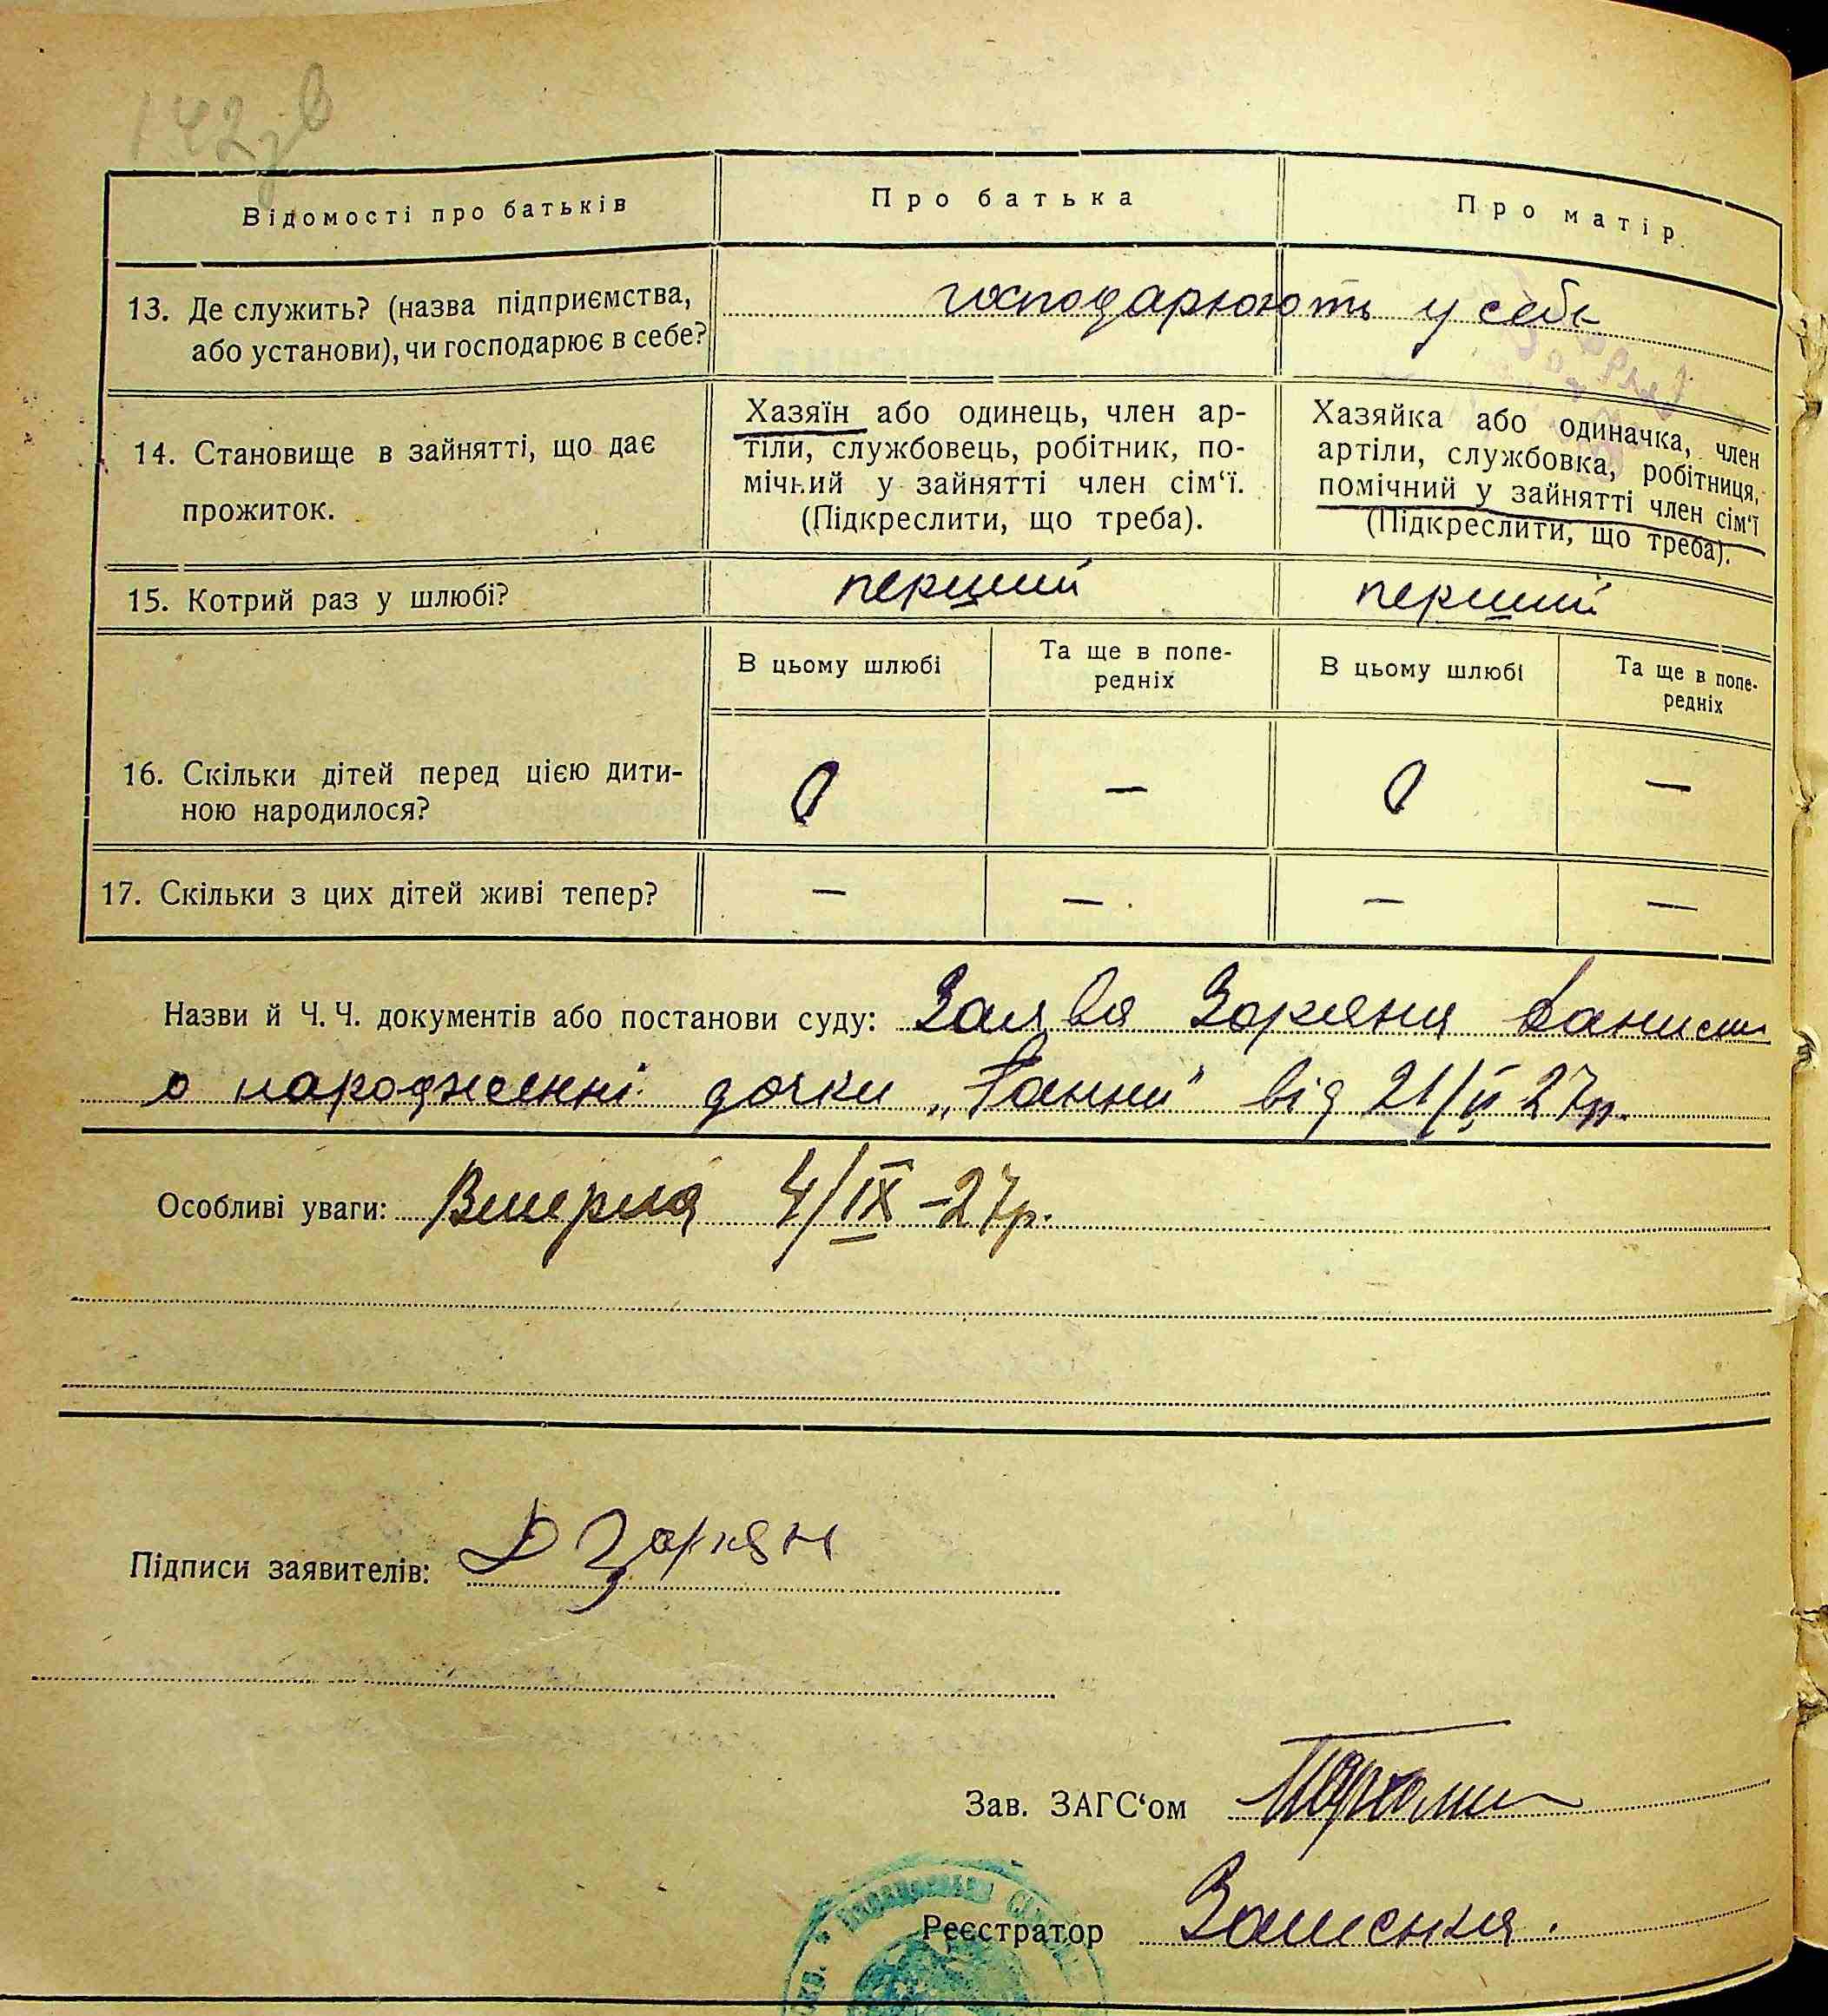 142зв
Відомості про батьків
Про батька
Про матір.
13. Де служить? (назва підприємства,
або установи), чи господарює в себе?
господарюють у себе
14. Становище в зайнятті, що дає
прожиток.
Хазяїн або одинець, член ар-
тіли, службовець, робітник, по-
мічний у зайнятті член сім‘ї.
(Підкреслити, що треба).
Хазяйка або одиначка, член
артіли, службовка, робітниця,
помічний у зайнятті член сім‘ї
(Підкреслити, що треба).
15. Котрий раз у шлюбі?
перший
перший
В цьому шлюбі
Та ще в попе-
редніх
В цьому шлюбі
Та ще в попе-
редніх
16. Скільки дітей перед цією дити-
ною народилося?
0 — 0 —
17. Скільки з цих дітей живі тепер?
— — — —
Назви й Ч. Ч. документів або постанови суду: Заява Зоряна
о народженні дочки „Ганни" від 21/II 27р.
Особливі уваги: Вмерла 4/IX –27р.
Підписи заявителів: Д Зорян
Зав. ЗАГС‘ом
Реєстратор